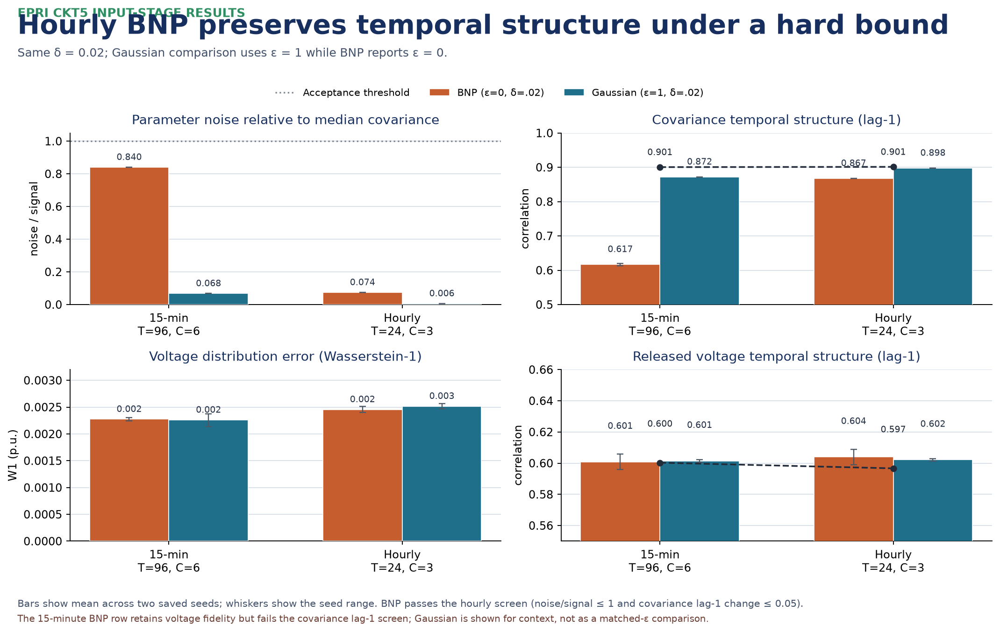 EPRI CKT5 INPUT-STAGE RESULTS
Hourly BNP preserves temporal structure under a hard bound
Same δ = 0.02; Gaussian comparison uses ε = 1 while BNP reports ε = 0.
Acceptance threshold
BNP (ε=0, δ=.02)
Gaussian (ε=1, δ=.02)
Parameter noise relative to median covariance
noise / signal
1.0
0.8
0.6
0.4
0.2
0.0
0.840
0.068
0.074
0.006
15-min
T=96, C=6
Hourly
T=24, C=3
Covariance temporal structure (lag-1)
correlation
1.0
0.9
0.8
0.7
0.6
0.5
0.617
0.901
0.872
0.867
0.901
0.898
15-min
T=96, C=6
Hourly
T=24, C=3
Voltage distribution error (Wasserstein-1)
W1 (p.u.)
0.0030
0.0025
0.0020
0.0015
0.0010
0.0005
0.0000
0.002
0.002
0.002
0.003
15-min
T=96, C=6
Hourly
T=24, C=3
Released voltage temporal structure (lag-1)
correlation
0.66
0.64
0.62
0.60
0.58
0.56
0.601
0.600
0.601
0.604
0.597
0.602
15-min
T=96, C=6
Hourly
T=24, C=3
Bars show mean across two saved seeds; whiskers show the seed range. BNP passes the hourly screen (noise/signal ≤ 1 and covariance lag-1 change ≤ 0.05).
The 15-minute BNP row retains voltage fidelity but fails the covariance lag-1 screen; Gaussian is shown for context, not as a matched-ε comparison.